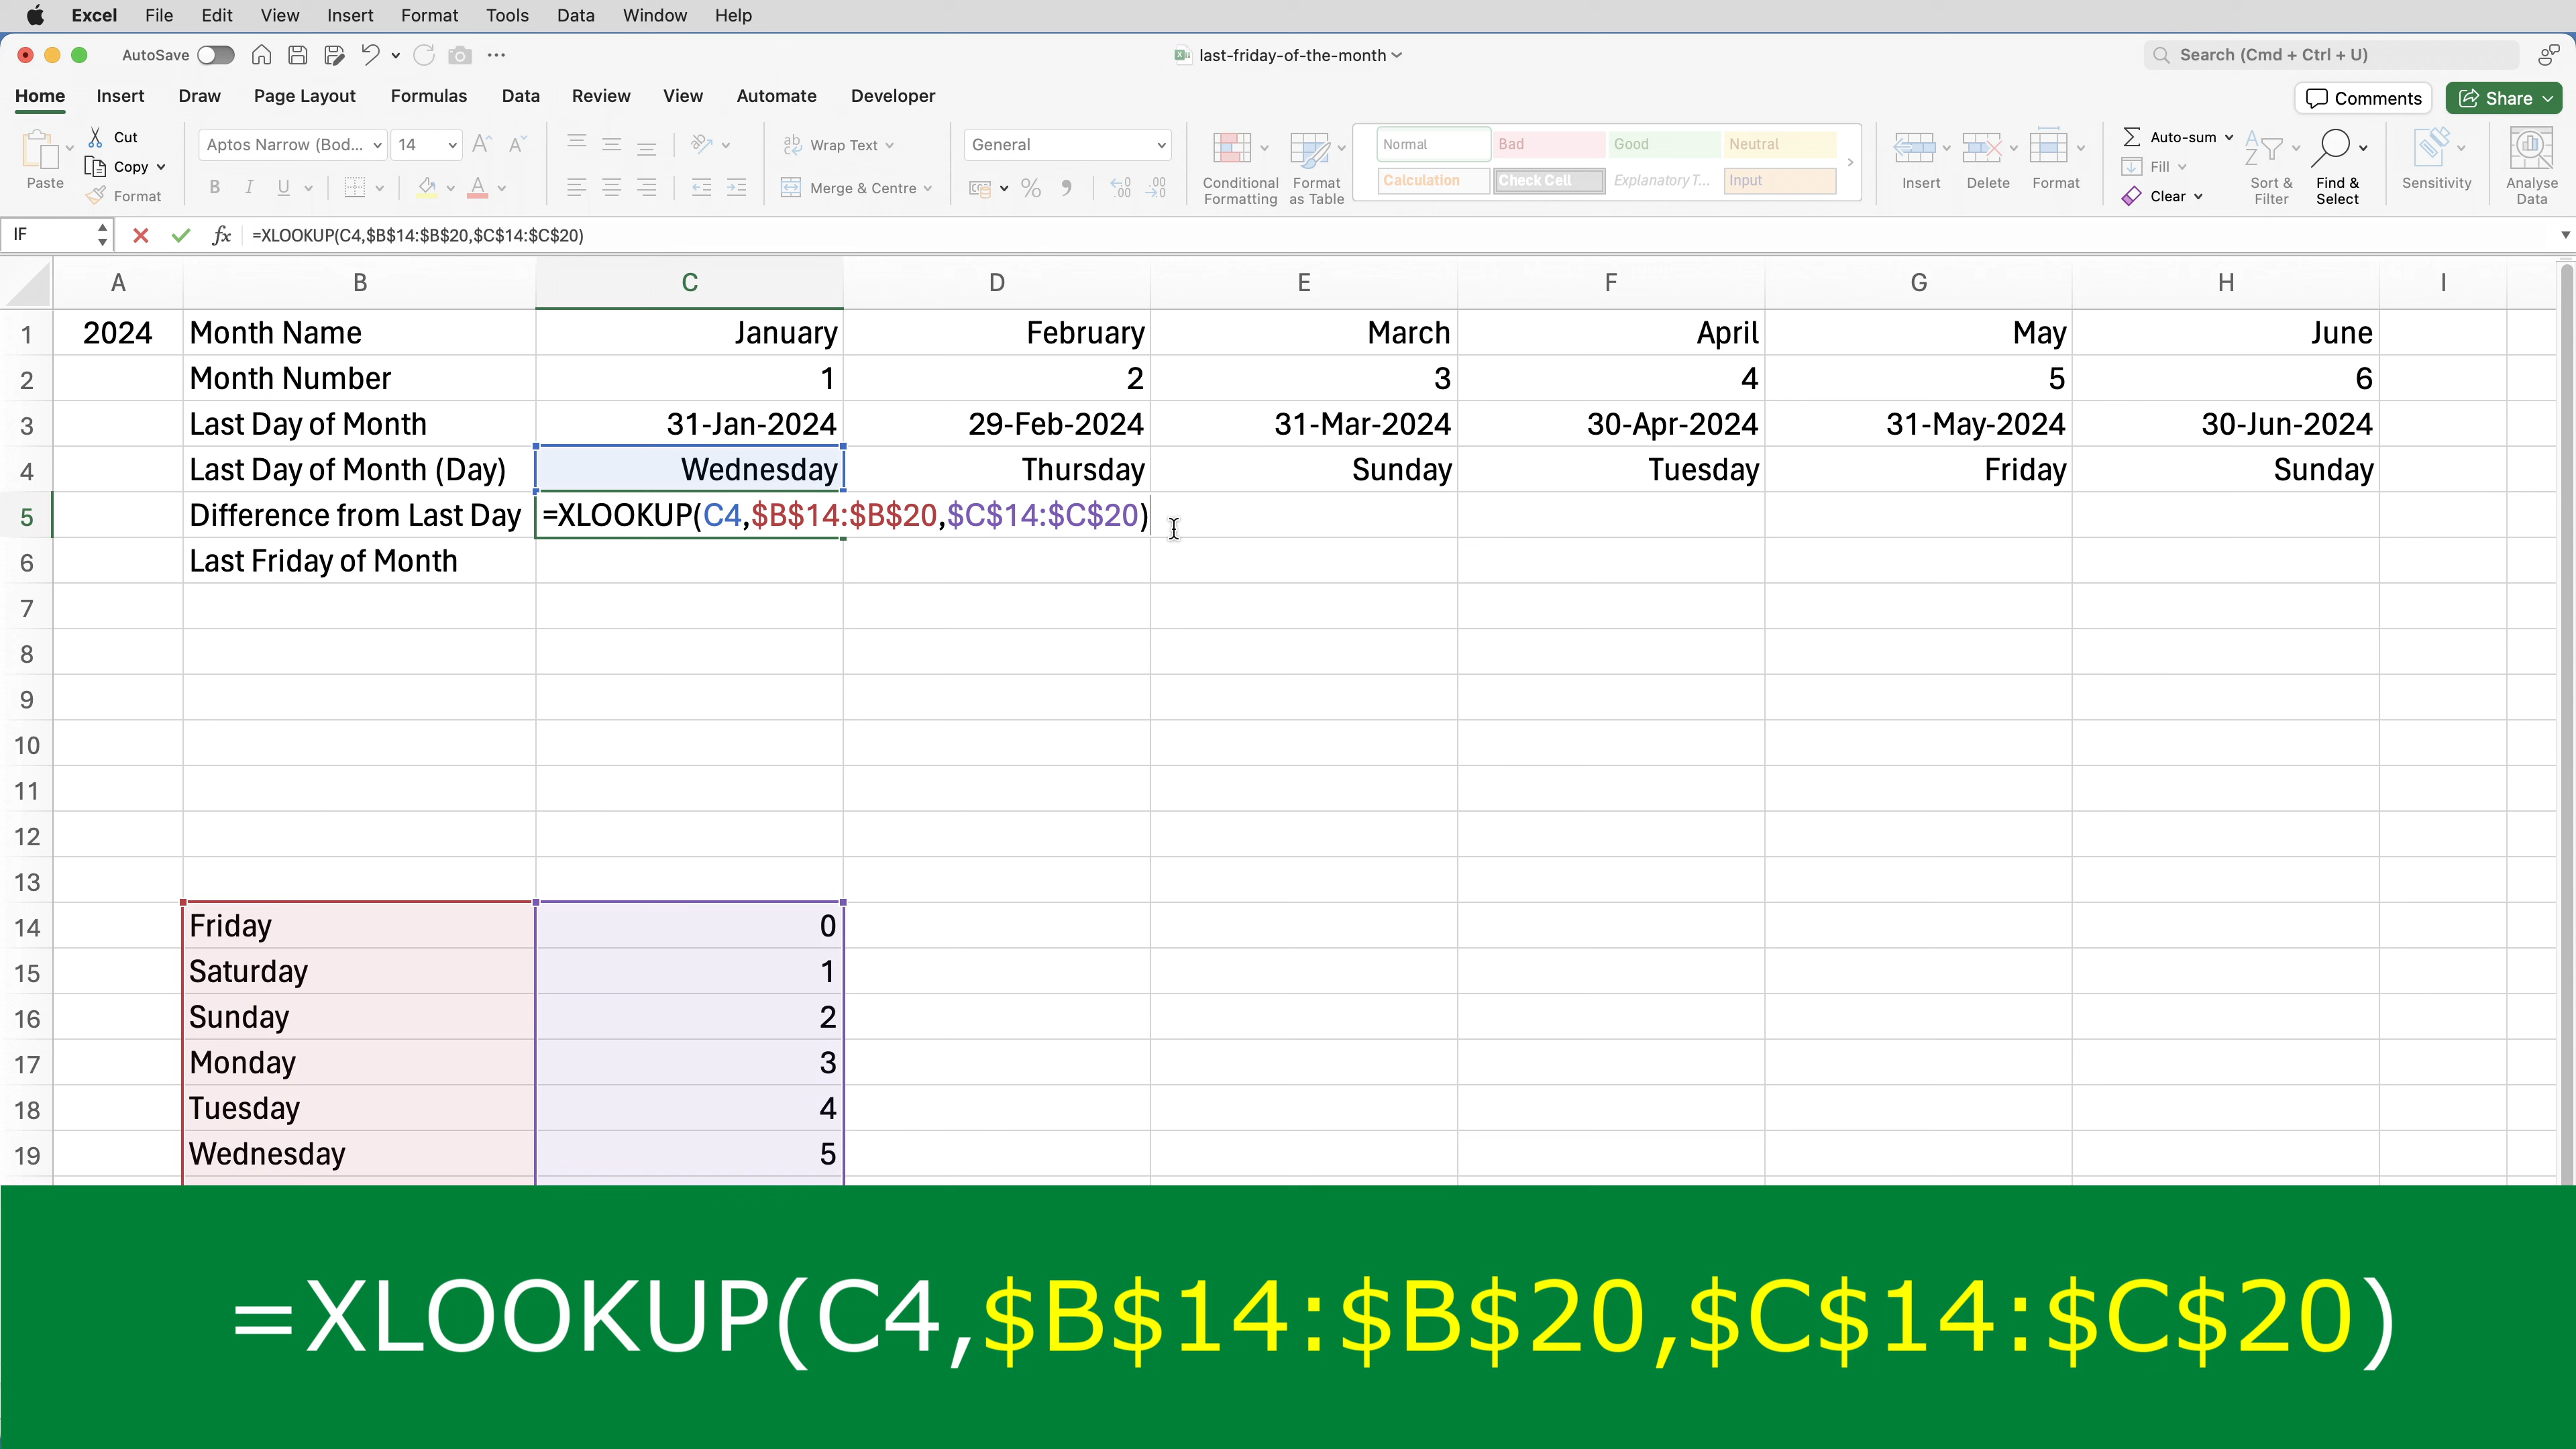 Excel File Edit View Insert Format Tools Data Window Help
AutoSave last-friday-of-the-month Search (Cmd + Ctrl + U)
Home Insert Draw Page Layout Formulas Data Review View Automate Developer Comments Share
Paste Cut Copy Format
Aptos Narrow (Bod... 14
B I U A
ab Wrap Text
Merge & Centre
General
%
Conditional Formatting
Format as Table
Normal Bad Good Neutral
Calculation Check Cell Explanatory T... Input
Insert Delete Format
Auto-sum
Fill
Clear
Sort & Filter
Find & Select
Sensitivity
Analyse Data
IF fx =XLOOKUP(C4,$B$14:$B$20,$C$14:$C$20)
A B C D E F G H I
1 2024 Month Name January February March April May June
2 Month Number 1 2 3 4 5 6
3 Last Day of Month 31-Jan-2024 29-Feb-2024 31-Mar-2024 30-Apr-2024 31-May-2024 30-Jun-2024
4 Last Day of Month (Day) Wednesday Thursday Sunday Tuesday Friday Sunday
5 Difference from Last Day =XLOOKUP(C4,$B$14:$B$20,$C$14:$C$20)
6 Last Friday of Month
7
8
9
10
11
12
13
14 Friday 0
15 Saturday 1
16 Sunday 2
17 Monday 3
18 Tuesday 4
19 Wednesday 5
=XLOOKUP(C4,$B$14:$B$20,$C$14:$C$20)